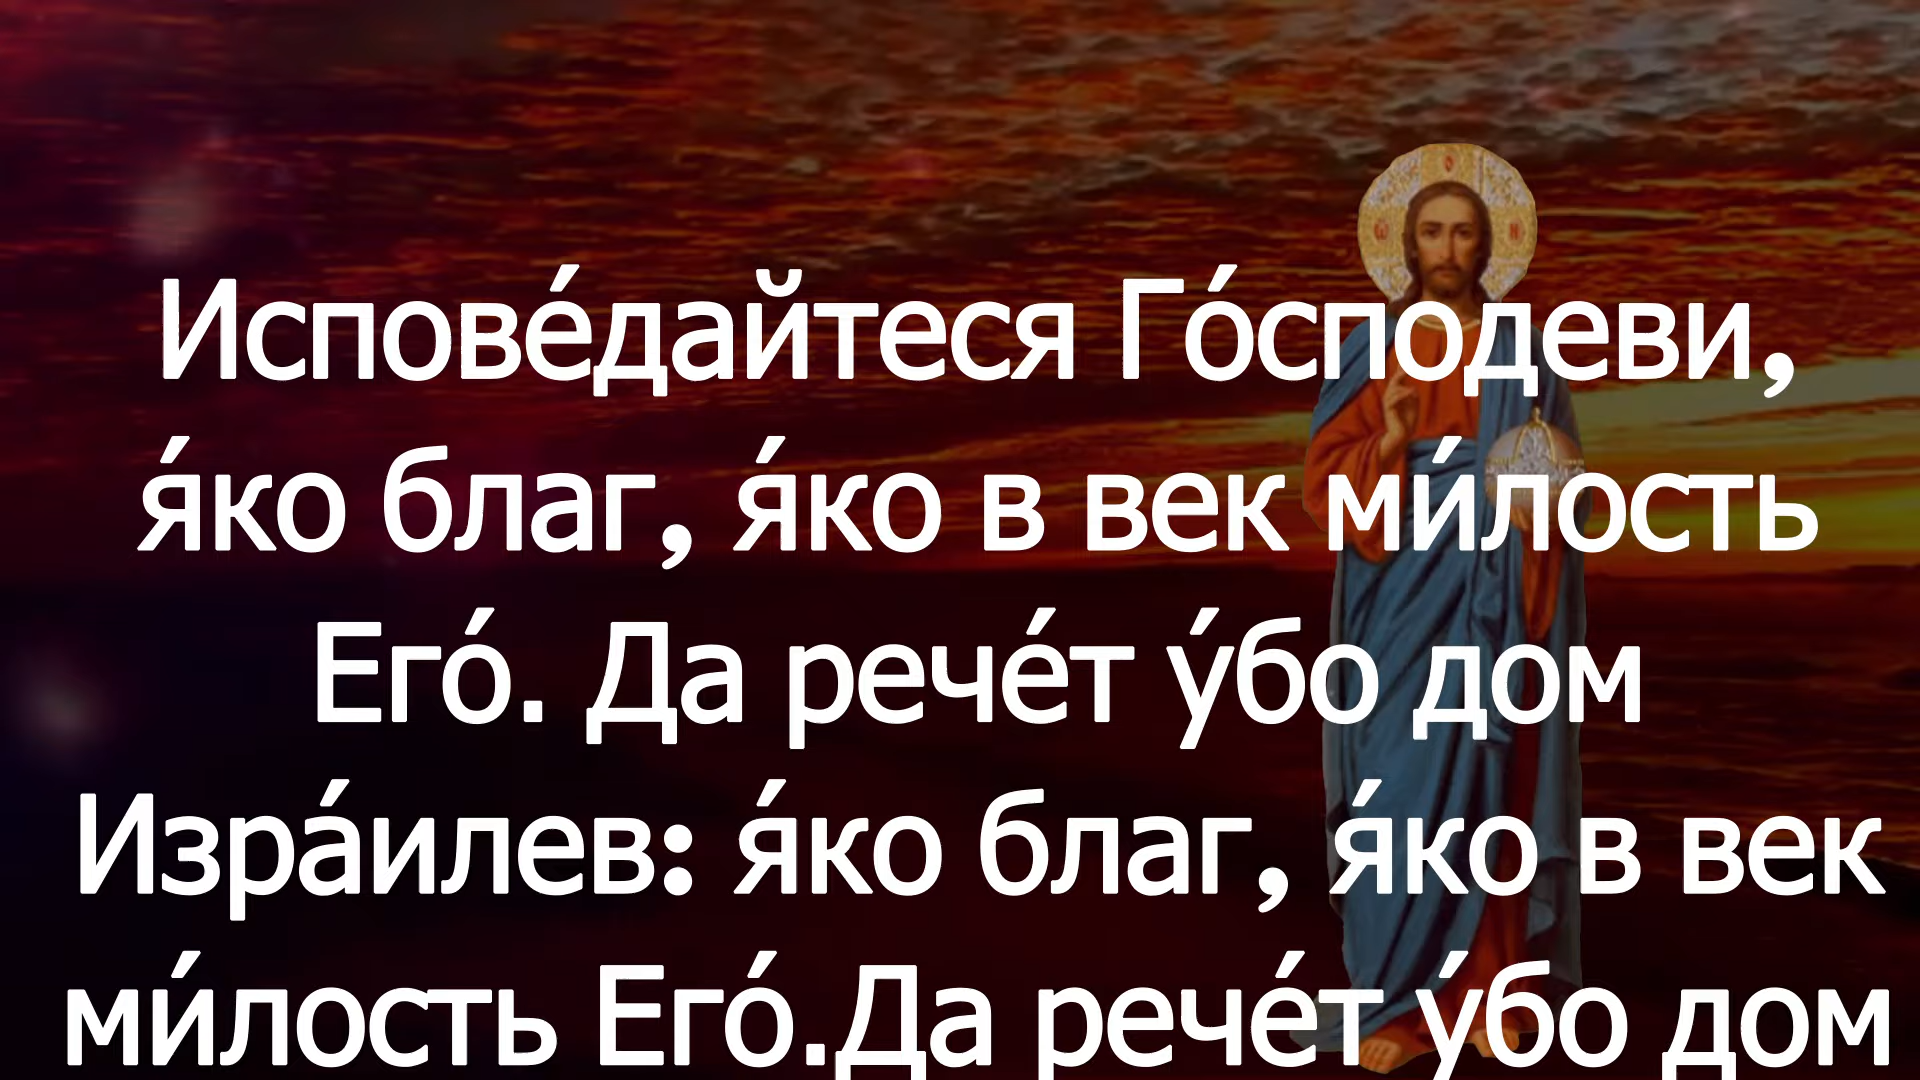 Испове́дайтеся Го́сподеви,
я́ко благ, я́ко в век ми́лость
Его́. Да рече́т у́бо дом
Изра́илев: я́ко благ, я́ко в век
ми́лость Его́.Да рече́т у́бо дом